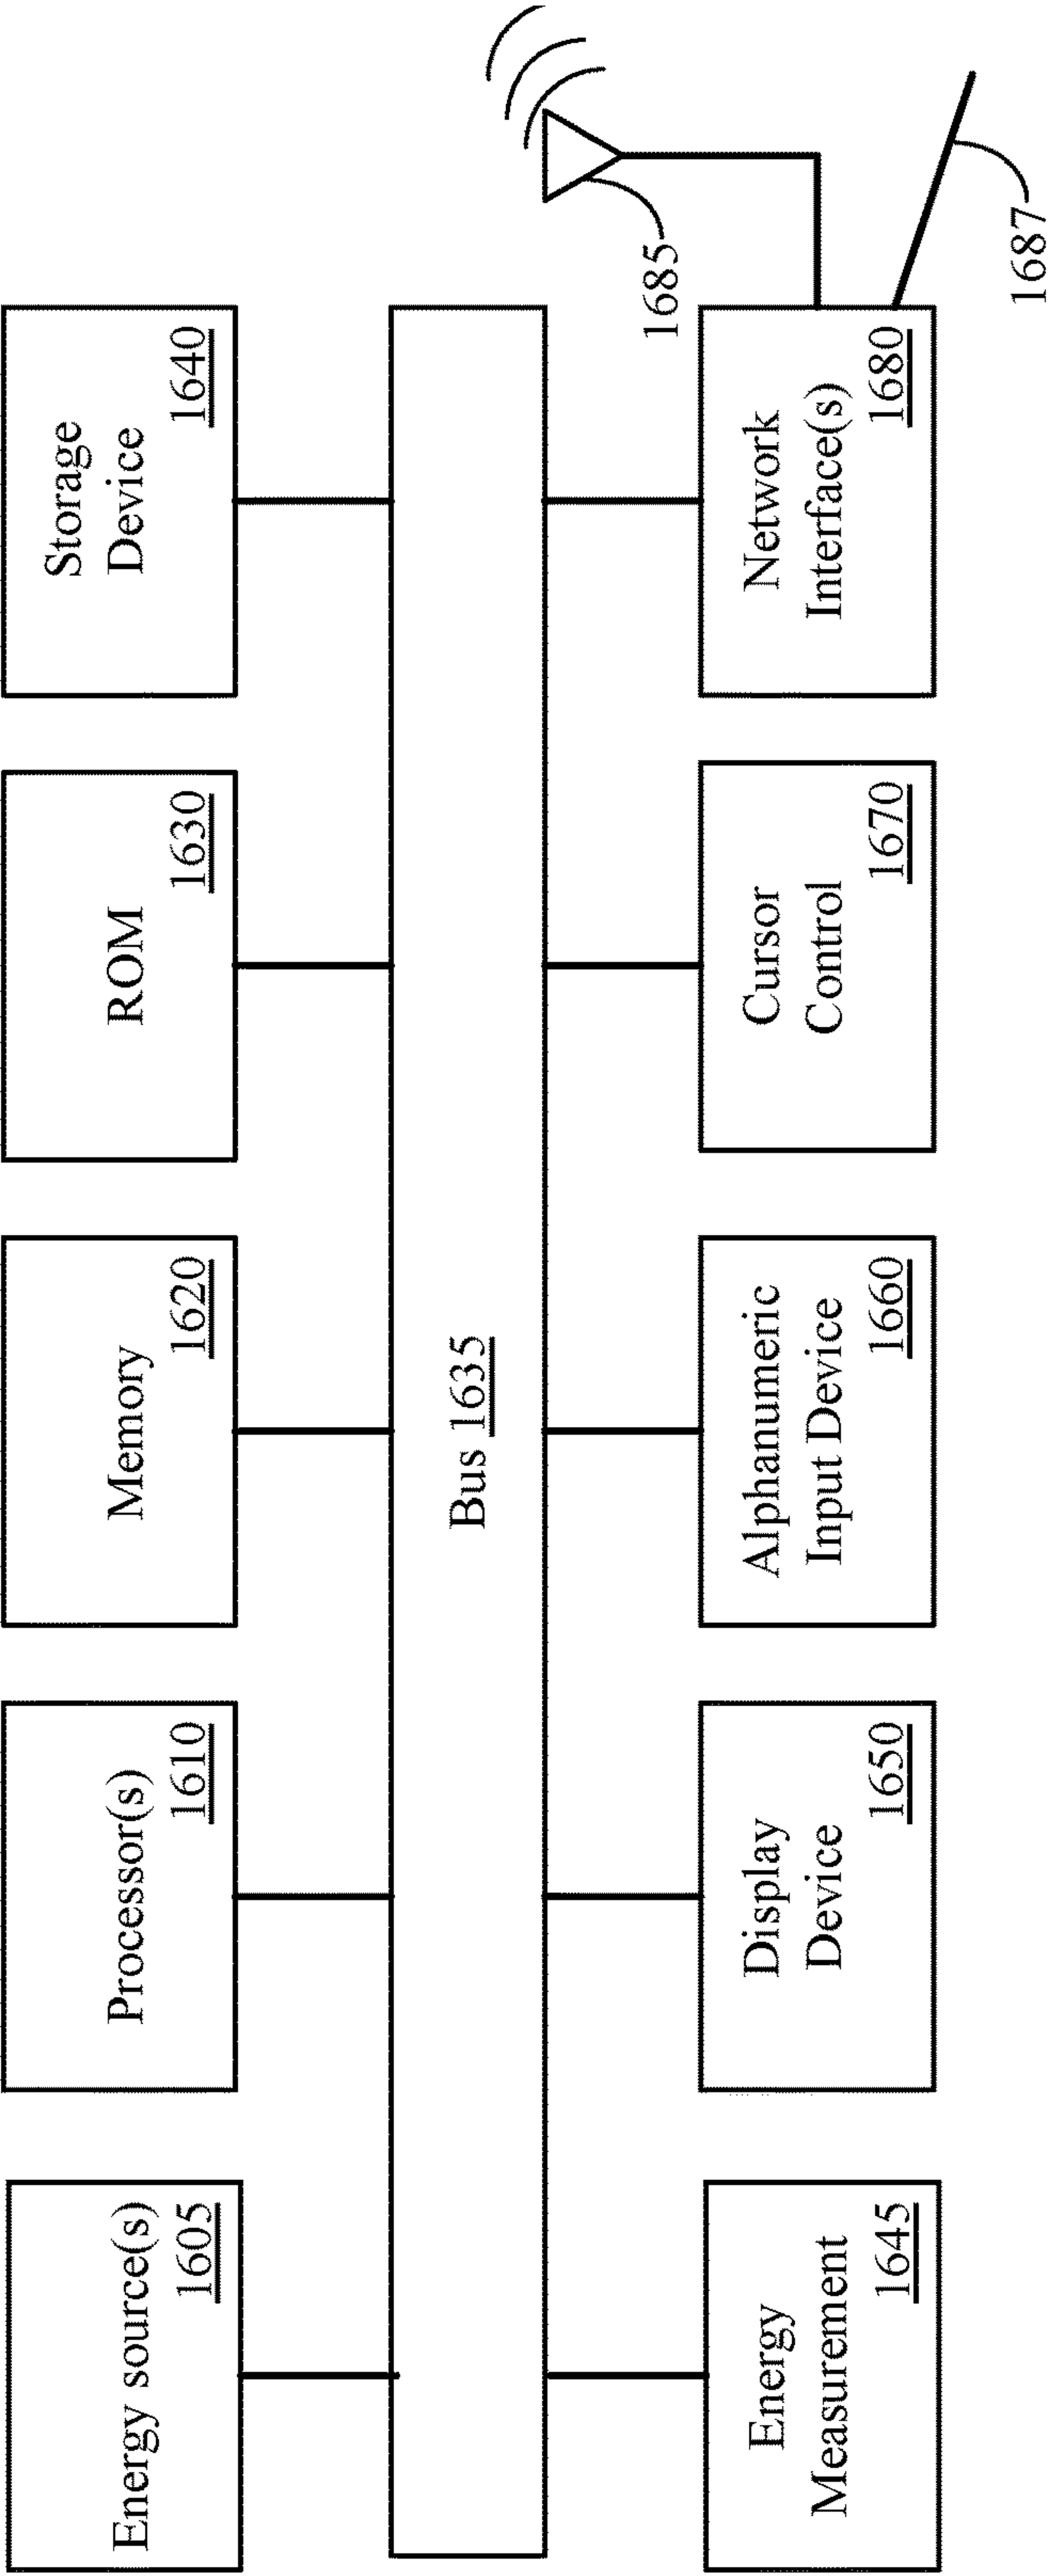 Energy source(s)
1605
Processor(s)
1610
Memory
1620
ROM
1630
Storage
Device
1640
Bus 1635
Energy
Measurement
1645
Display
Device
1650
Alphanumeric
Input Device
1660
Cursor
Control
1670
Network
Interface(s)
1680
1685
1687